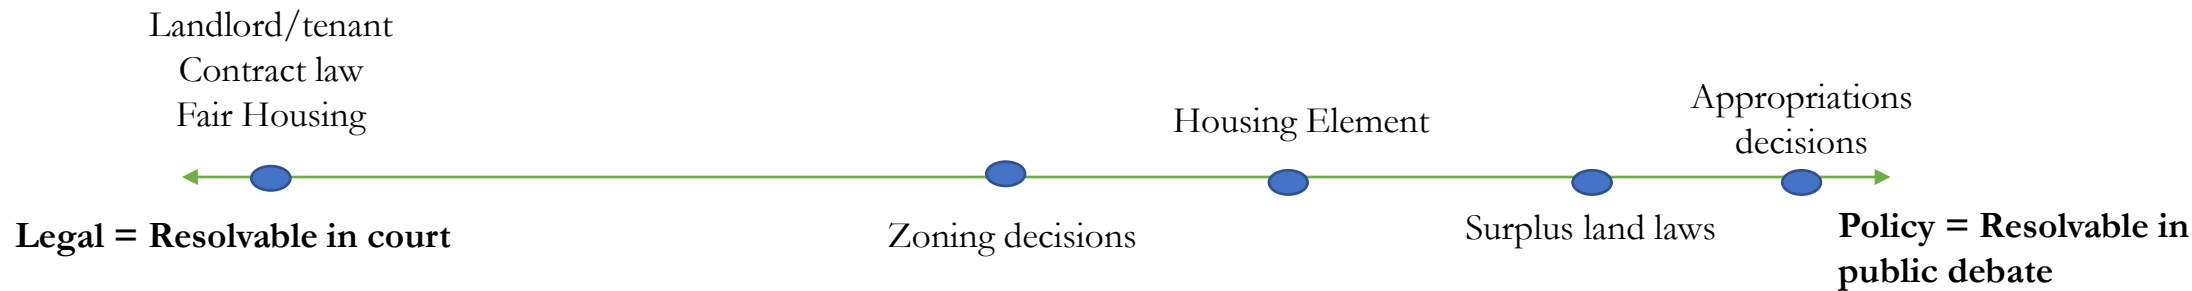 Landlord/tenant
Contract law
Fair Housing
Housing Element
Appropriations
decisions
Legal = Resolvable in court
Zoning decisions
Surplus land laws
Policy = Resolvable in
public debate